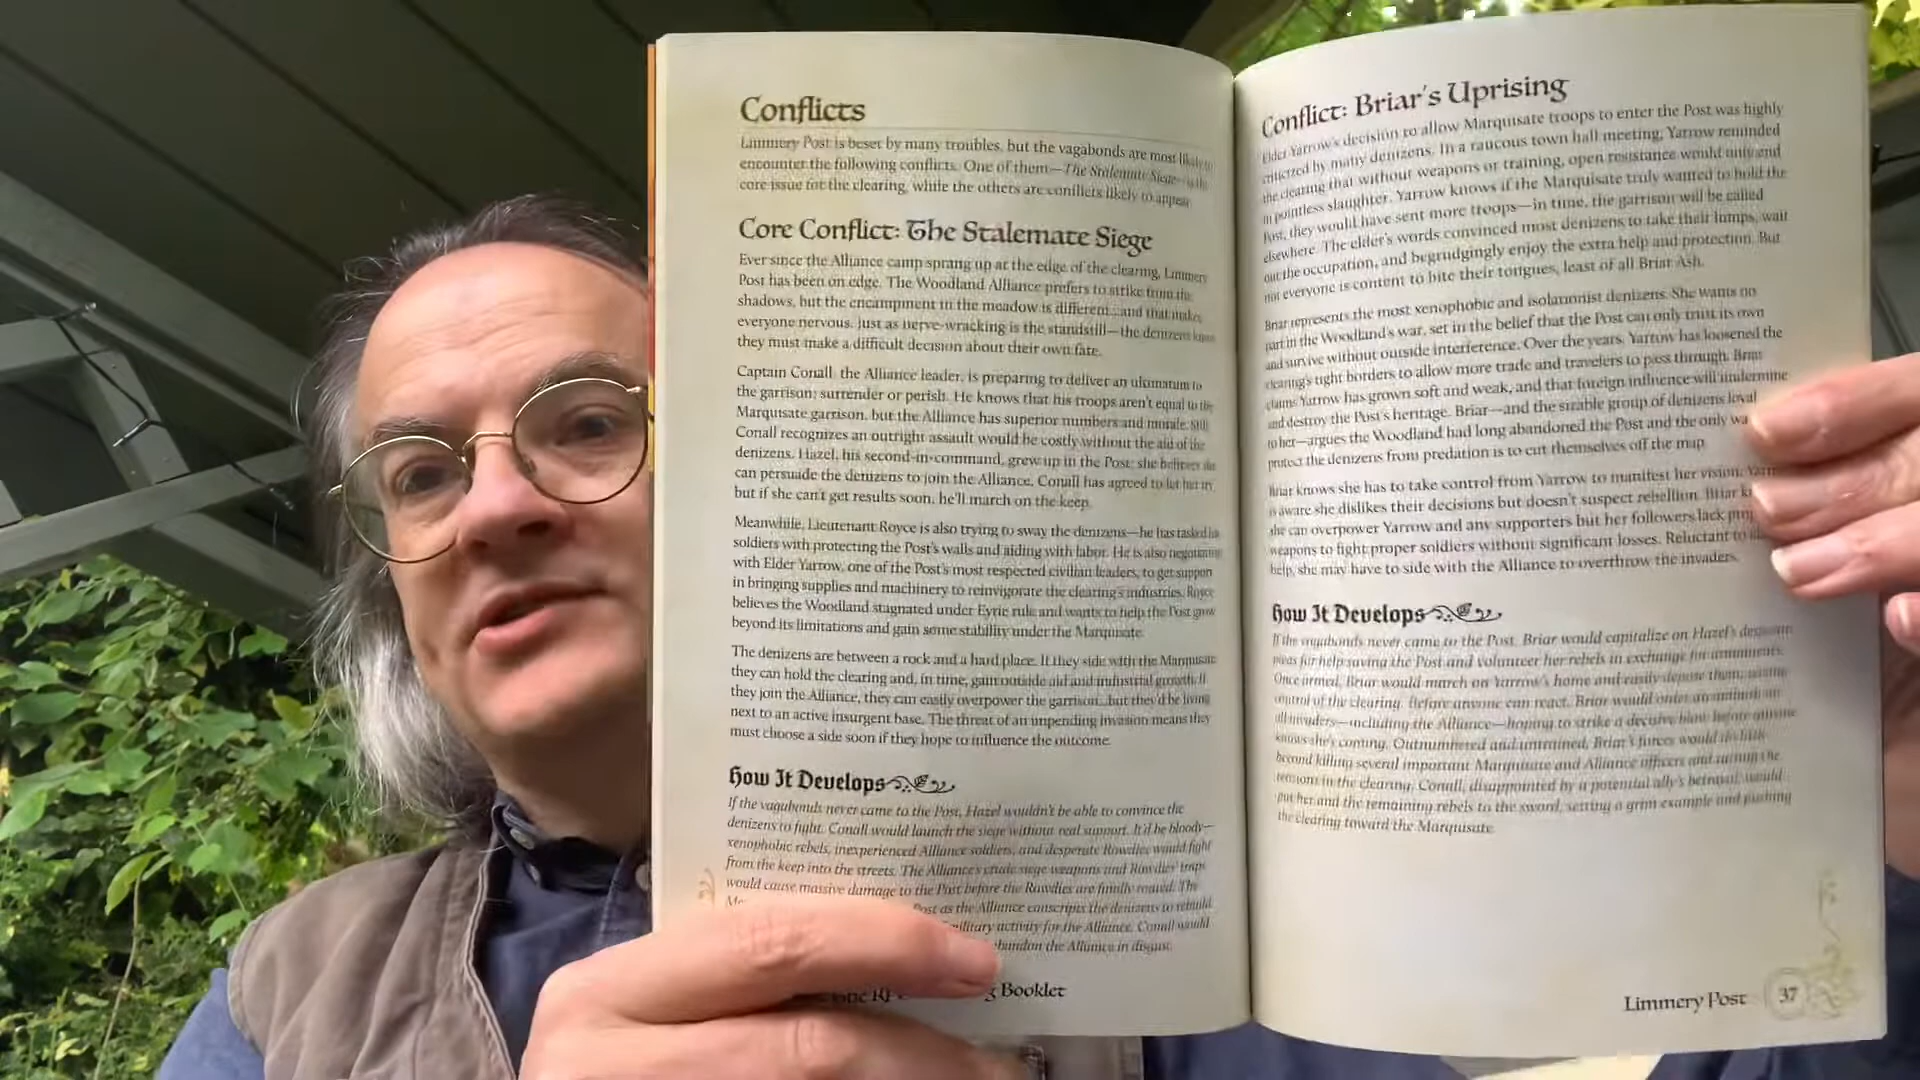 Conflicts
Limmery Post is beset by many troubles, but the vagabonds are most likely to
encounter the following conflicts. One of them—The Stalemate Siege—is the
core issue for the clearing, while the others are conflicts likely to appear.
Core Conflict: The Stalemate Siege
Ever since the Alliance camp sprang up at the edge of the clearing, Limmery
Post has been on edge. The Woodland Alliance prefers to strike from the
shadows, but the encampment in the meadow is different...and that makes
everyone nervous. Just as nerve-wracking is the standstill—the denizens know
they must make a difficult decision about their own fate.
Captain Conall, the Alliance leader, is preparing to deliver an ultimatum to
the garrison: surrender or perish. He knows that his troops aren't equal to the
Marquisate garrison, but the Alliance has superior numbers and morale. Still
Conall recognizes an outright assault would be costly without the aid of the
denizens. Hazel, his second-in-command, grew up in the Post; she believes she
can persuade the denizens to join the Alliance. Conall has agreed to let her try
but if she can't get results soon, he'll march on the keep.
Meanwhile, Lieutenant Royce is also trying to sway the denizens—he has tasked his
soldiers with protecting the Post's walls and aiding with labor. He is also negotiating
with Elder Yarrow, one of the Post's most respected civilian leaders, to get support
in bringing supplies and machinery to reinvigorate the clearing's industries. Royce
believes the Woodland stagnated under Eyrie rule and wants to help the Post grow
beyond its limitations and gain some stability under the Marquisate.
The denizens are between a rock and a hard place. If they side with the Marquisate
they can hold the clearing and, in time, gain outside aid and industrial growth. If
they join the Alliance, they can easily overpower the garrison...but they'd be living
next to an active insurgent base. The threat of an impending invasion means they
must choose a side soon if they hope to influence the outcome.
How It Develops
If the vagabonds never came to the Post, Hazel wouldn't be able to convince the
denizens to fight. Conall would launch the siege without real support. It'd be bloody—
xenophobic rebels, inexperienced Alliance soldiers, and desperate Rowdies would fight
from the keep into the streets. The Alliance's crude siege weapons and Rowdies' traps
would cause massive damage to the Post before the Rowdies are finally routed. The
Post as the Alliance conscripts the denizens to rebuild
military activity for the Alliance. Conall would
abandon the Alliance in disgust.
Booklet
Conflict: Briar's Uprising
Elder Yarrow's decision to allow Marquisate troops to enter the Post was highly
criticized by many denizens. In a raucous town hall meeting, Yarrow reminded
the clearing that without weapons or training, open resistance would only end
in pointless slaughter. Yarrow knows if the Marquisate truly wanted to hold the
Post, they would have sent more troops—in time, the garrison will be called
elsewhere. The elder's words convinced most denizens to take their lumps, wait
out the occupation, and begrudgingly enjoy the extra help and protection. But
not everyone is content to bite their tongues, least of all Briar Ash.
Briar represents the most xenophobic and isolationist denizens. She wants no
part in the Woodland's war, set in the belief that the Post can only trust its own
and survive without outside interference. Over the years, Yarrow has loosened the
clearing's tight borders to allow more trade and travelers to pass through. Briar
claims Yarrow has grown soft and weak, and that foreign influence will undermine
and destroy the Post's heritage. Briar—and the sizable group of denizens loyal
to her—argues the Woodland had long abandoned the Post and the only
protect the denizens from predation is to cut themselves off the map.
Briar knows she has to take control from Yarrow to manifest her vision.
is aware she dislikes their decisions but doesn't suspect rebellion. Briar
she can overpower Yarrow and any supporters but her followers lack
weapons to fight proper soldiers without significant losses. Reluctant to
help, she may have to side with the Alliance to overthrow the invaders.
How It Develops
If the vagabonds never came to the Post, Briar would capitalize on Hazel's desperate
pleas for help saving the Post and volunteer her rebels in exchange for armaments.
Once armed, Briar would march on Yarrow's home and easily depose them,
control of the clearing. Before anyone can react, Briar would order an ambush on
all invaders—including the Alliance—hoping to strike a decisive blow before anyone
knows she's coming. Outnumbered and untrained, Briar's forces would do little
beyond killing several important Marquisate and Alliance officers and
tensions in the clearing. Conall, disappointed by a potential ally's betrayal, would
put her and the remaining rebels to the sword, setting a grim example and pushing
the clearing toward the Marquisate.
Limmery Post 37